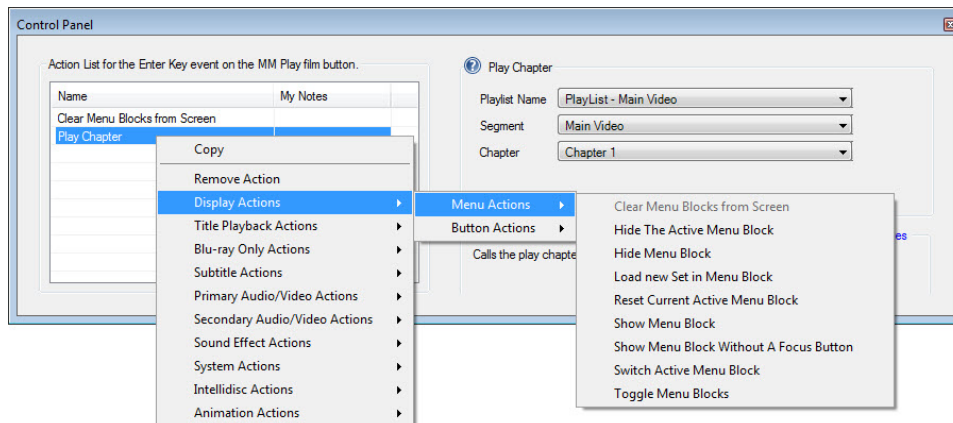 Control Panel
Action List for the Enter Key event on the MM Play film button.
Name My Notes
Clear Menu Blocks from Screen
Play Chapter
Play Chapter
Playlist Name PlayList - Main Video
Segment Main Video
Chapter Chapter 1
Calls the play chapte
es
Copy
Remove Action
Display Actions
Title Playback Actions
Blu-ray Only Actions
Subtitle Actions
Primary Audio/Video Actions
Secondary Audio/Video Actions
Sound Effect Actions
System Actions
Intellidisc Actions
Animation Actions
Menu Actions
Button Actions
Clear Menu Blocks from Screen
Hide The Active Menu Block
Hide Menu Block
Load new Set in Menu Block
Reset Current Active Menu Block
Show Menu Block
Show Menu Block Without A Focus Button
Switch Active Menu Block
Toggle Menu Blocks